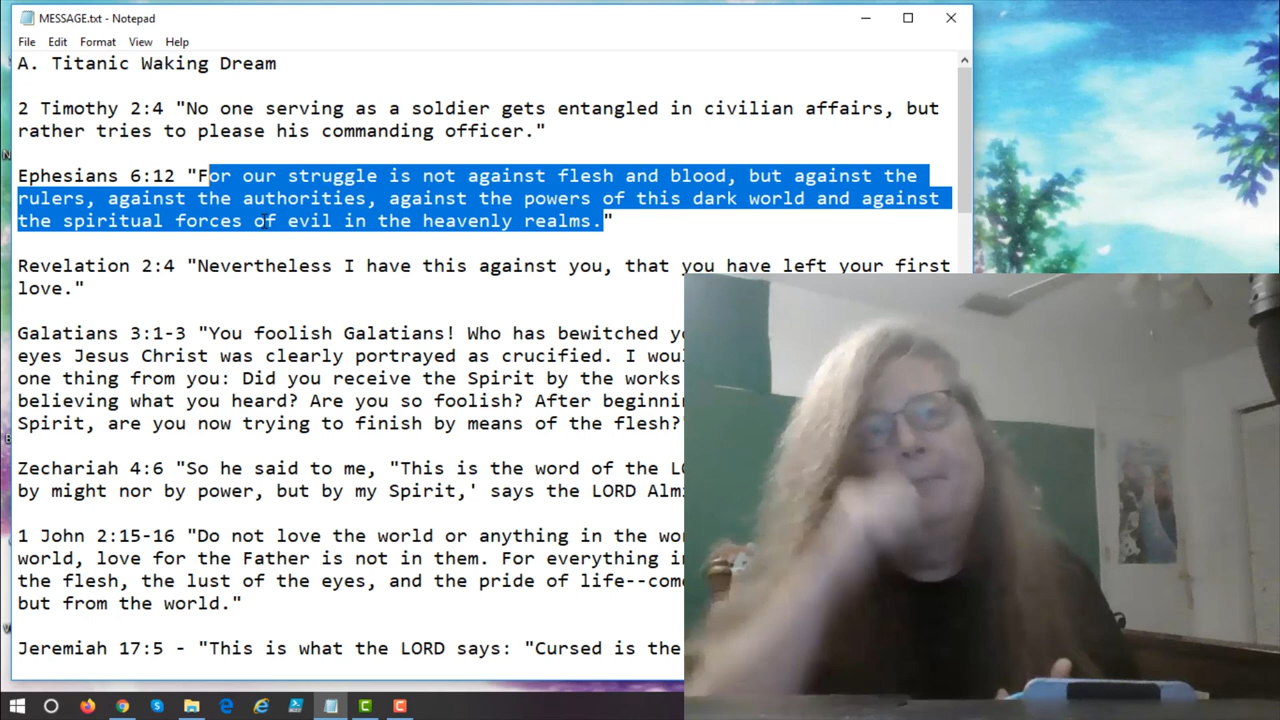 MESSAGE.txt - Notepad
File Edit Format View Help
A. Titanic Waking Dream
2 Timothy 2:4 "No one serving as a soldier gets entangled in civilian affairs, but
rather tries to please his commanding officer."
Ephesians 6:12 "For our struggle is not against flesh and blood, but against the
rulers, against the authorities, against the powers of this dark world and against
the spiritual forces of evil in the heavenly realms."
Revelation 2:4 "Nevertheless I have this against you, that you have left your first
love."
Galatians 3:1-3 "You foolish Galatians! Who has bewitched
eyes Jesus Christ was clearly portrayed as crucified. I
one thing from you: Did you receive the Spirit by the works
believing what you heard? Are you so foolish? After
Spirit, are you now trying to finish by means of the flesh?
Zechariah 4:6 "So he said to me, "This is the word of the
by might nor by power, but by my Spirit,' says the LORD
1 John 2:15-16 "Do not love the world or anything in the
world, love for the Father is not in them. For everything
the flesh, the lust of the eyes, and the pride of life--
but from the world."
Jeremiah 17:5 - "This is what the LORD says: "Cursed is the